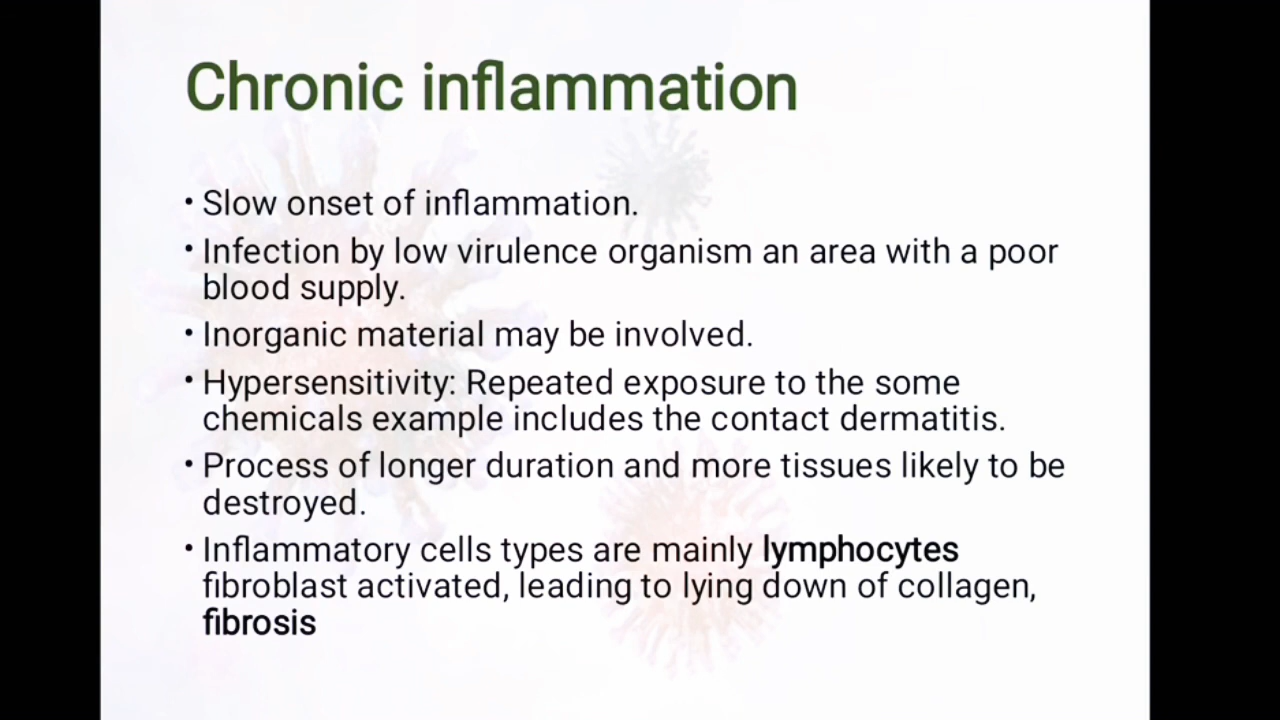 Chronic inflammation
• Slow onset of inflammation.
• Infection by low virulence organism an area with a poor
blood supply.
• Inorganic material may be involved.
• Hypersensitivity: Repeated exposure to the some
chemicals example includes the contact dermatitis.
• Process of longer duration and more tissues likely to be
destroyed.
• Inflammatory cells types are mainly lymphocytes
fibroblast activated, leading to lying down of collagen,
fibrosis